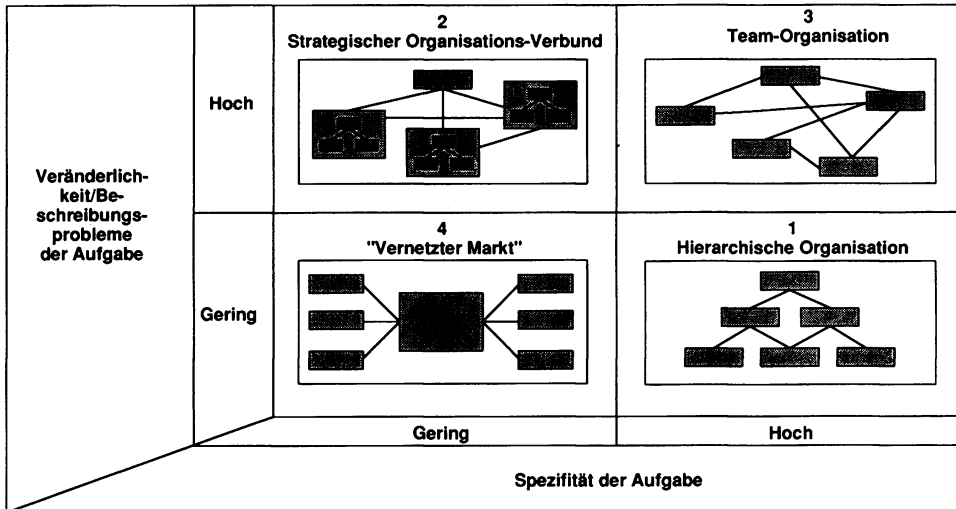 2
Strategischer Organisations-Verbund
3
Team-Organisation
Hoch
Veränderlich-
keit/Be-
schreibungs-
probleme
der Aufgabe
4
"Vernetzter Markt"
1
Hierarchische Organisation
Gering
Gering
Hoch
Spezifität der Aufgabe